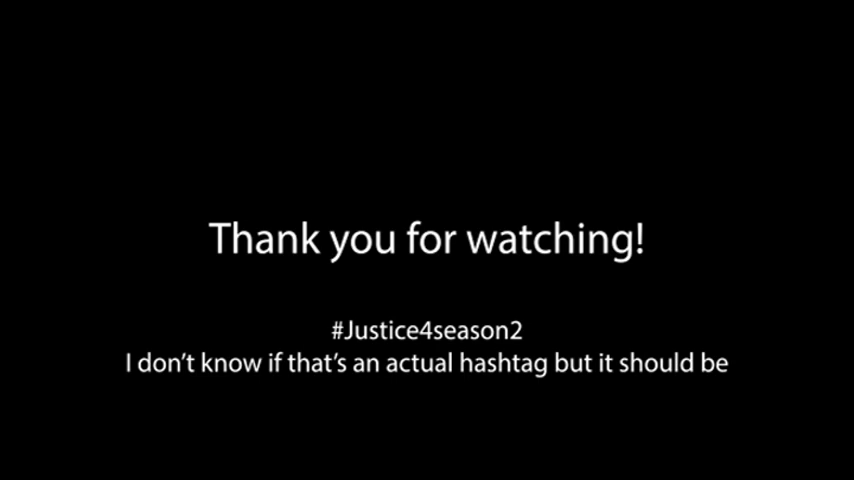 Thank you for watching!
#Justice4season2
I don’t know if that’s an actual hashtag but it should be